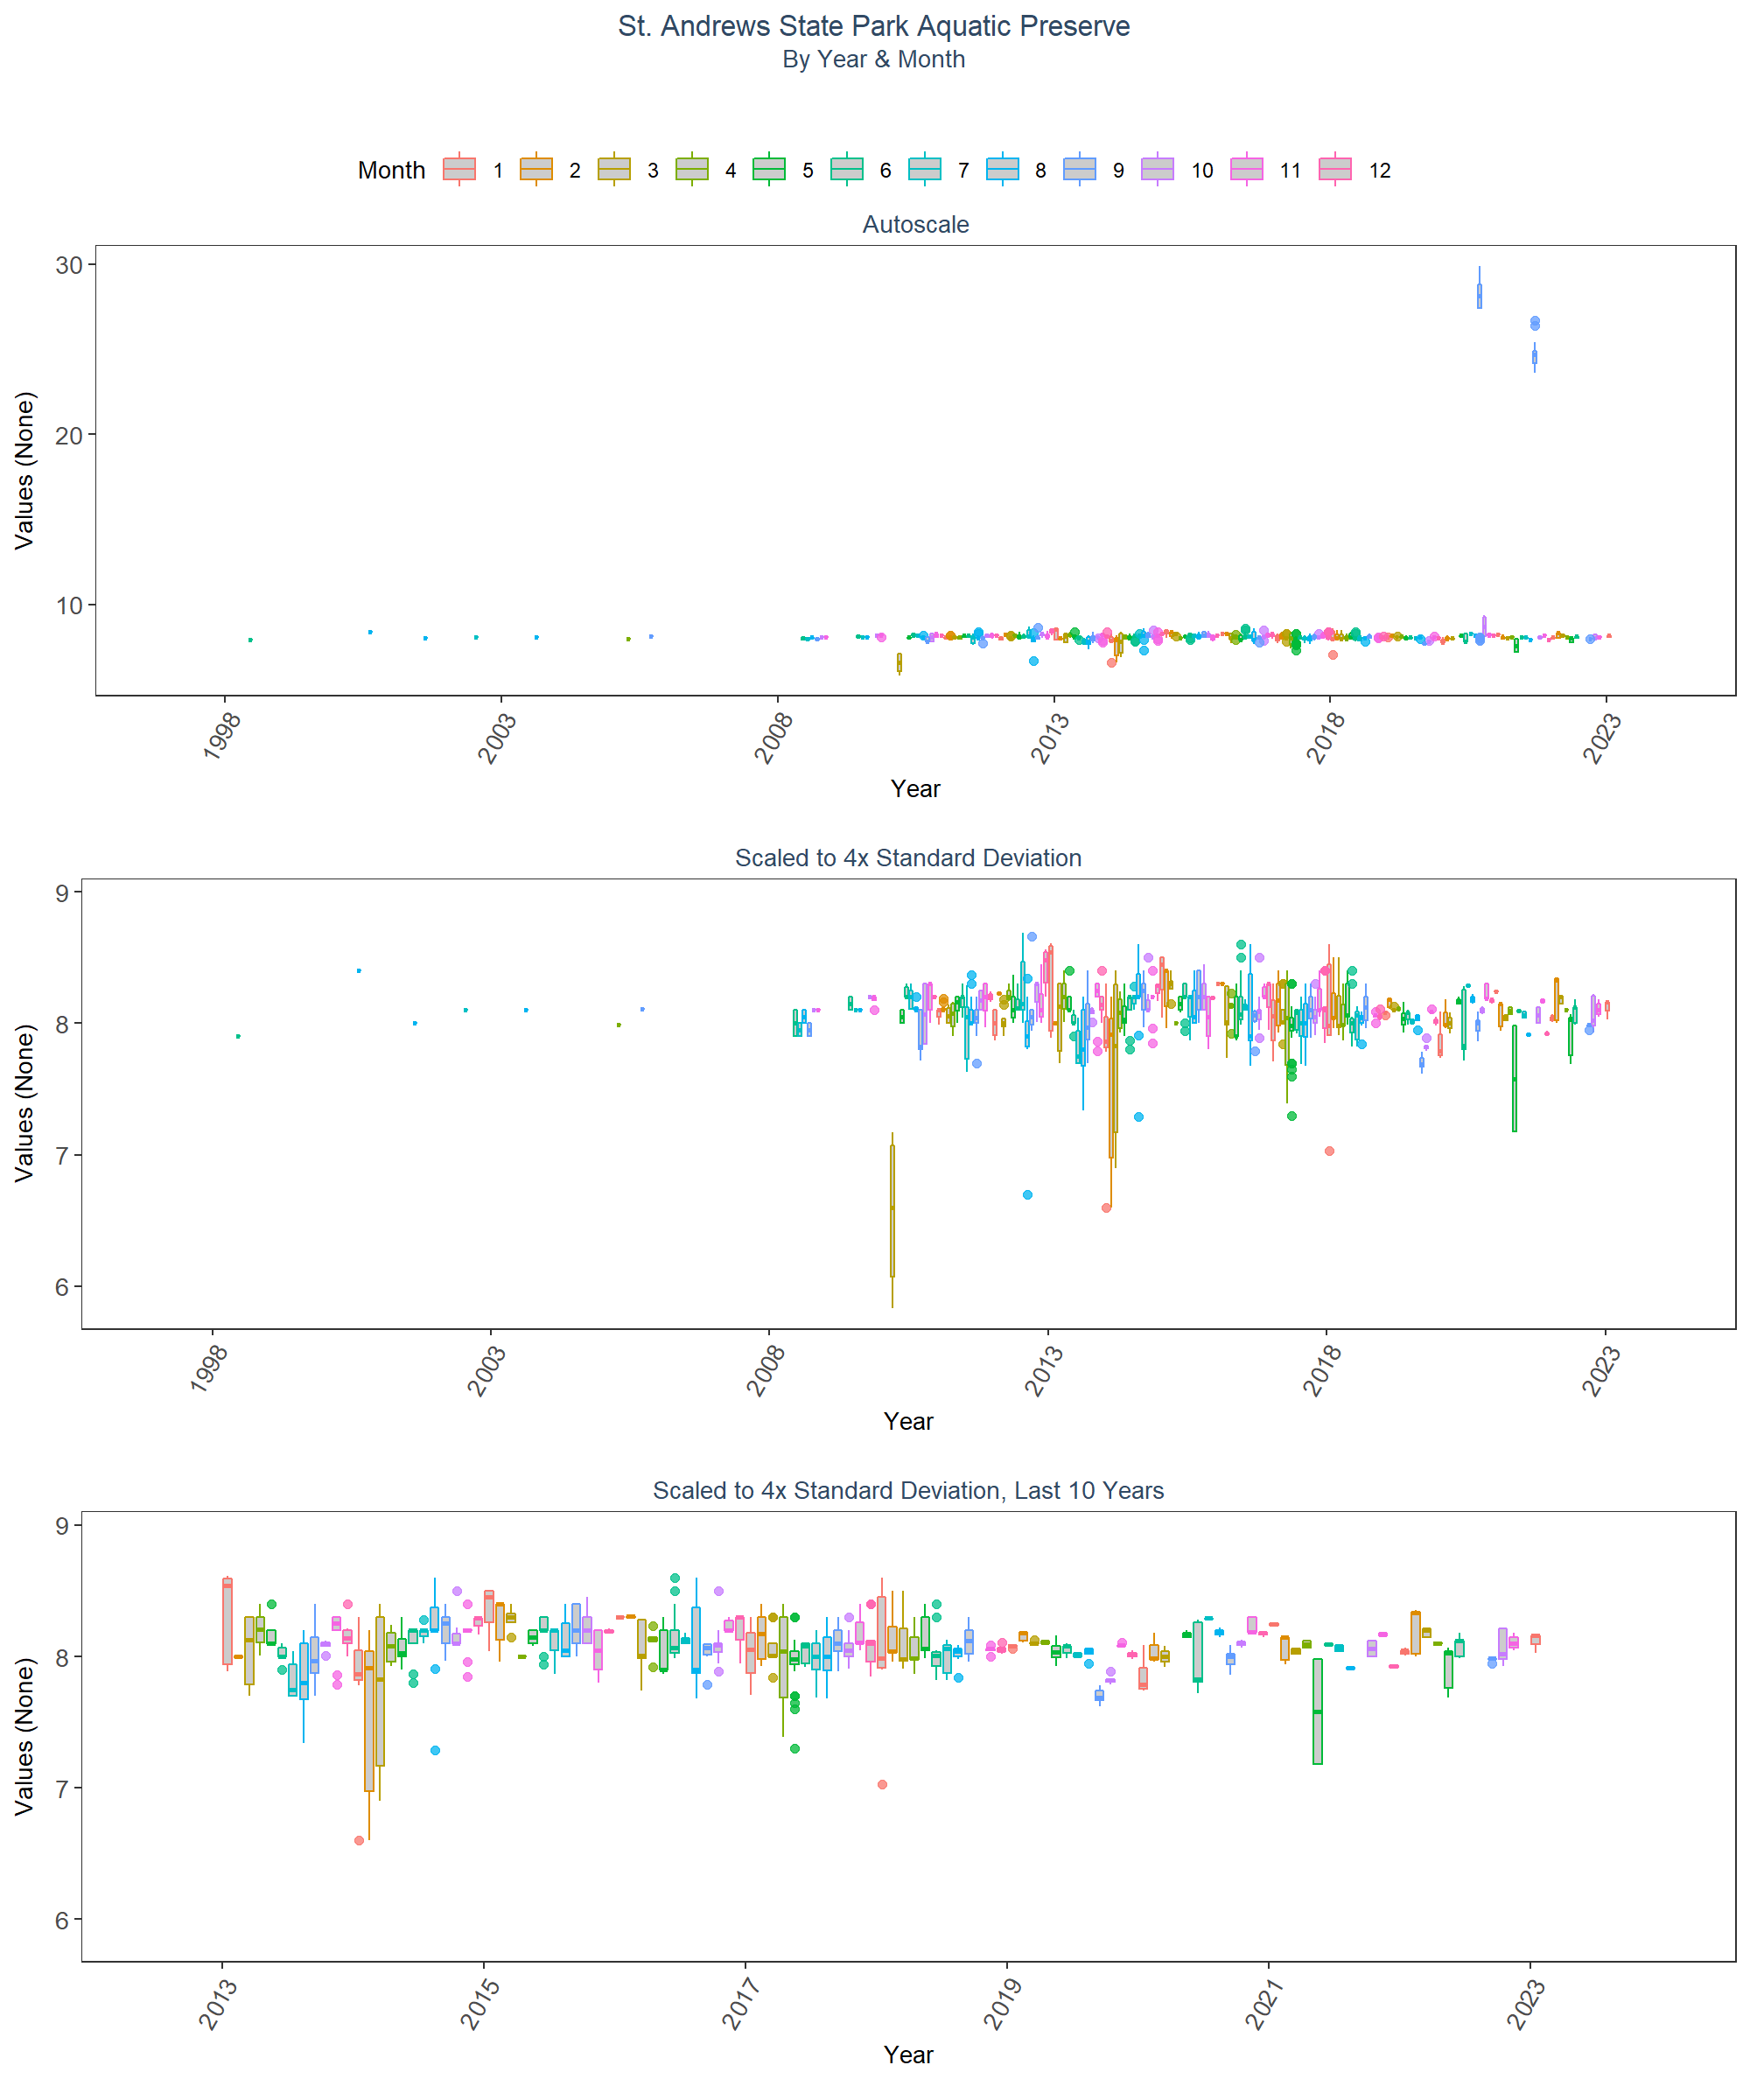 St. Andrews State Park Aquatic Preserve
By Year & Month
Month 1 2 3 4 5 6 7 8 9 10 11 12
Autoscale
30
20
10
Values (None)
1998 2003 2008 2013 2018 2023
Year
Scaled to 4x Standard Deviation
9
8
7
6
Values (None)
1998 2003 2008 2013 2018 2023
Year
Scaled to 4x Standard Deviation, Last 10 Years
9
8
7
6
Values (None)
2013 2015 2017 2019 2021 2023
Year